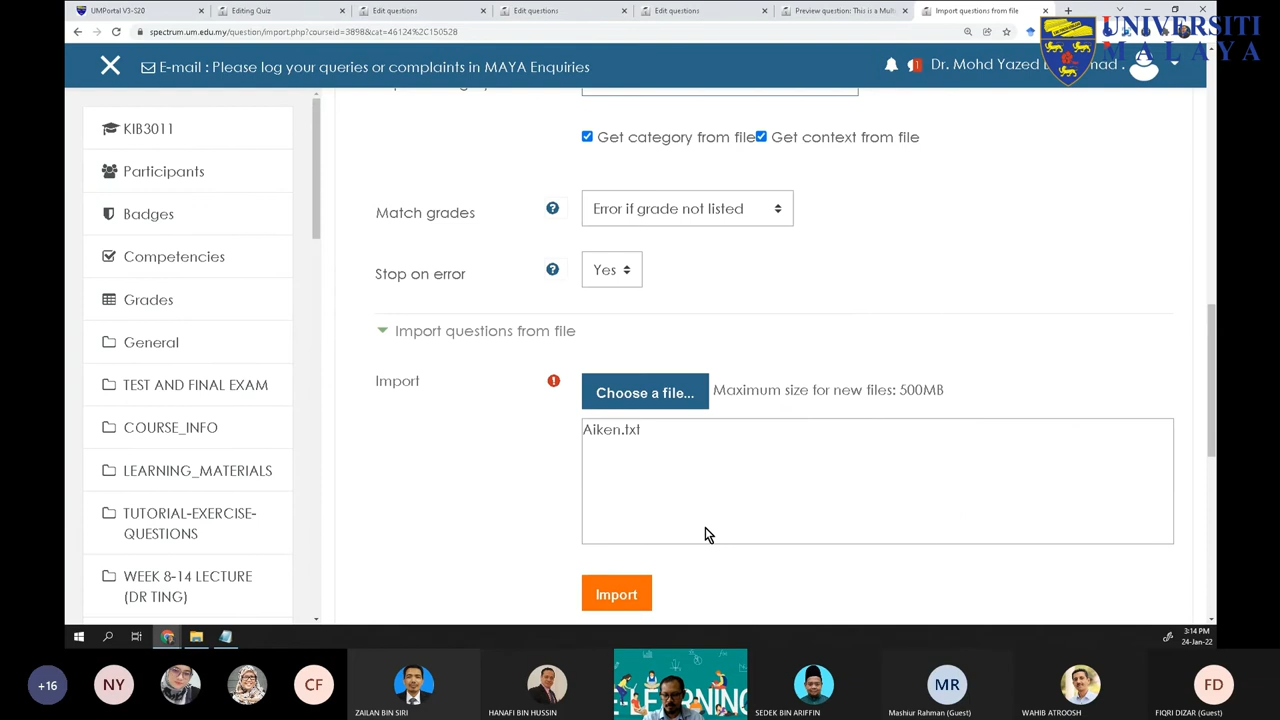 UMPortal V3-S20
Editing Quiz
Edit questions
Edit questions
Edit questions
Preview question: This is a Mult
Import questions from file
spectrum.um.edu.my/question/import.php?courseid=3898&cat=46124%2C150528
UNIVERSITI
MALAYA
E-mail : Please log your queries or complaints in MAYA Enquiries
1
Dr. Mohd Yazed
KIB3011
Participants
Badges
Competencies
Grades
General
TEST AND FINAL EXAM
COURSE_INFO
LEARNING_MATERIALS
TUTORIAL-EXERCISE-
QUESTIONS
WEEK 8-14 LECTURE
(DR TING)
Get category from file
Get context from file
Match grades
Error if grade not listed
Stop on error
Yes
Import questions from file
Import
Choose a file...
Maximum size for new files: 500MB
Aiken.txt
Import
3:14 PM
24-Jan-22
+16
NY
CF
ZAILAN BIN SIRI
HANAFI BIN HUSSIN
E-LEARNING
SEDEK BIN ARIFFIN
MR
Mashiur Rahman (Guest)
WAHIB ATROOSH
FD
FIQRI DIZAR (Guest)